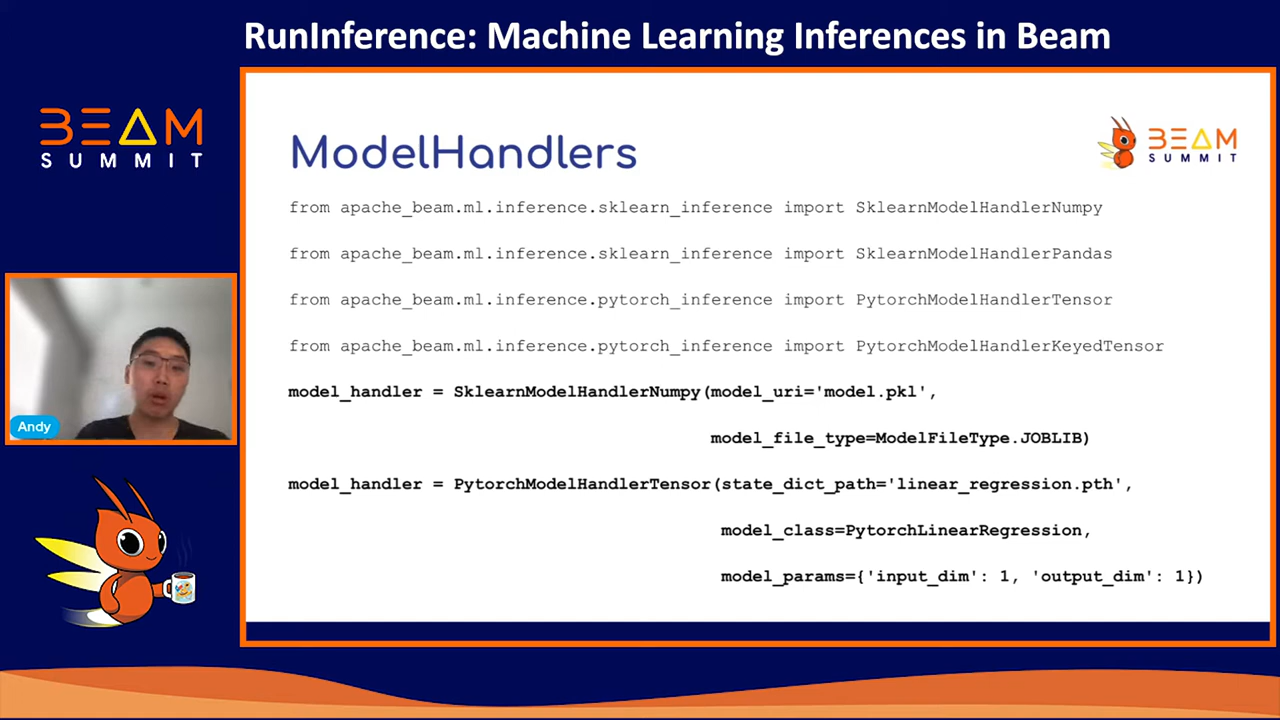 RunInference: Machine Learning Inferences in Beam
BEAM
SUMMIT
ModelHandlers
BEAM
SUMMIT
from apache_beam.ml.inference.sklearn_inference import SklearnModelHandlerNumpy
from apache_beam.ml.inference.sklearn_inference import SklearnModelHandlerPandas
from apache_beam.ml.inference.pytorch_inference import PytorchModelHandlerTensor
from apache_beam.ml.inference.pytorch_inference import PytorchModelHandlerKeyedTensor
model_handler = SklearnModelHandlerNumpy(model_uri='model.pkl',
model_file_type=ModelFileType.JOBLIB)
model_handler = PytorchModelHandlerTensor(state_dict_path='linear_regression.pth',
model_class=PytorchLinearRegression,
model_params={'input_dim': 1, 'output_dim': 1})
Andy